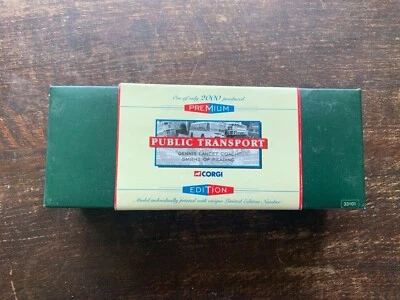 One of only 2000 produced
PREMIUM
PUBLIC TRANSPORT
DENNIS LANCET COACH
SMITHS OF READING
CORGI
EDITION
Model individually printed with unique Limited Edition Number
33101